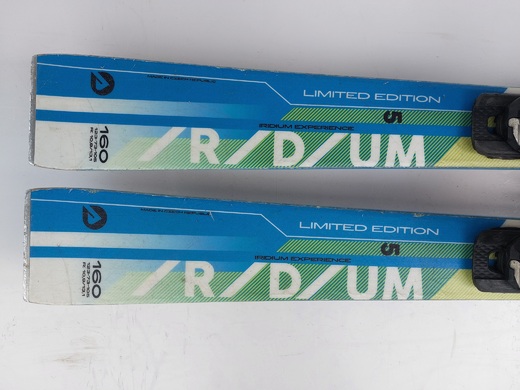 LIMITED EDITION
5
IRIDIUM EXPERIENCE
/R/D/UM
160
LIMITED EDITION
5
IRIDIUM EXPERIENCE
/R/D/UM
160